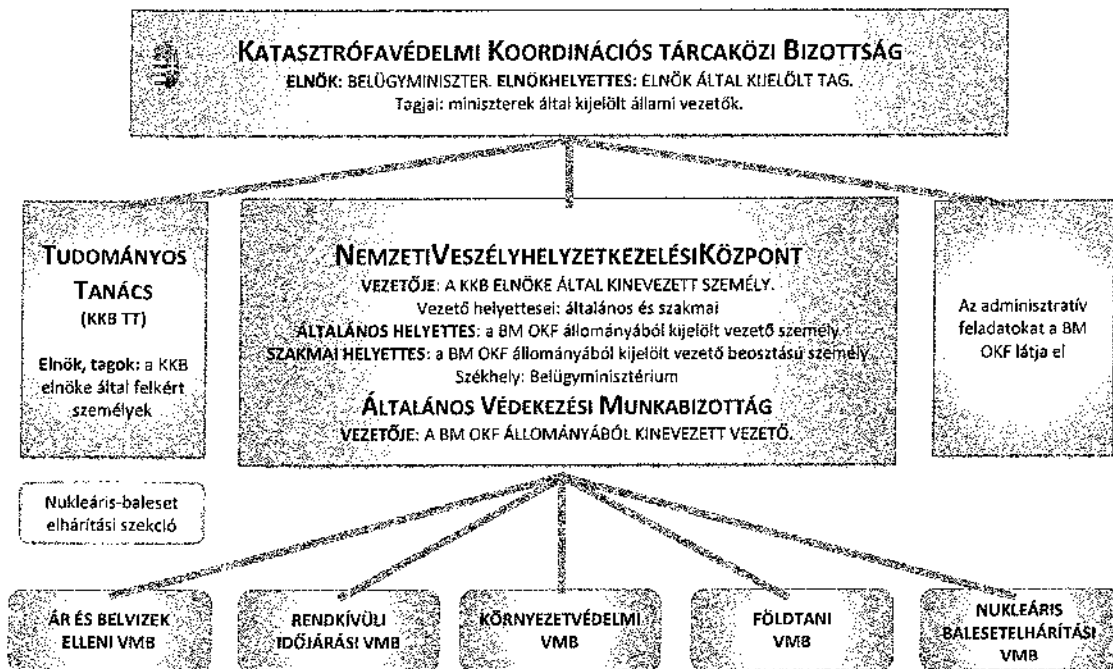 KATASZTRÓFAVÉDELMI KOORDINÁCIÓS TÁRCAKÖZI BIZOTTSÁG
ELNÖK: BELÜGYMINISZTER. ELNÖKHELYETTES: ELNÖK ÁLTAL KIJELÖLT TAG.
Tagjai: miniszterek által kijelölt állami vezetők.
TUDOMÁNYOS
TANÁCS
(KKB TT)
Elnök, tagok: a KKB
elnöke által felkért
személyek
NEMZETIVESZÉLYHELYZETKEZELÉSIKÖZPONT
VEZETŐJE: A KKB ELNÖKE ÁLTAL KINEVEZETT SZEMÉLY.
Vezető helyettesei: általános és szakmai
ÁLTALÁNOS HELYETTES: a BM OKF állományából kijelölt vezető személy.
SZAKMAI HELYETTES: a BM OKF állományából kijelölt vezető beosztású személy.
Székhely: Belügyminisztérium
ÁLTALÁNOS VÉDEKEZÉSI MUNKABIZOTTÁG
VEZETŐJE: A BM OKF ÁLLOMÁNYÁBÓL KINEVEZETT VEZETŐ.
Az adminisztratív
feladatokat a BM
OKF látja el
Nukleáris-baleset
elhárítási szekció
ÁR ÉS BELVIZEK
ELLENI VMB
RENDKÍVÜLI
IDŐJÁRÁSI VMB
KÖRNYEZETVÉDELMI
VMB
FÖLDTANI
VMB
NUKLEÁRIS
BALESETELHÁRÍTÁSI
VMB